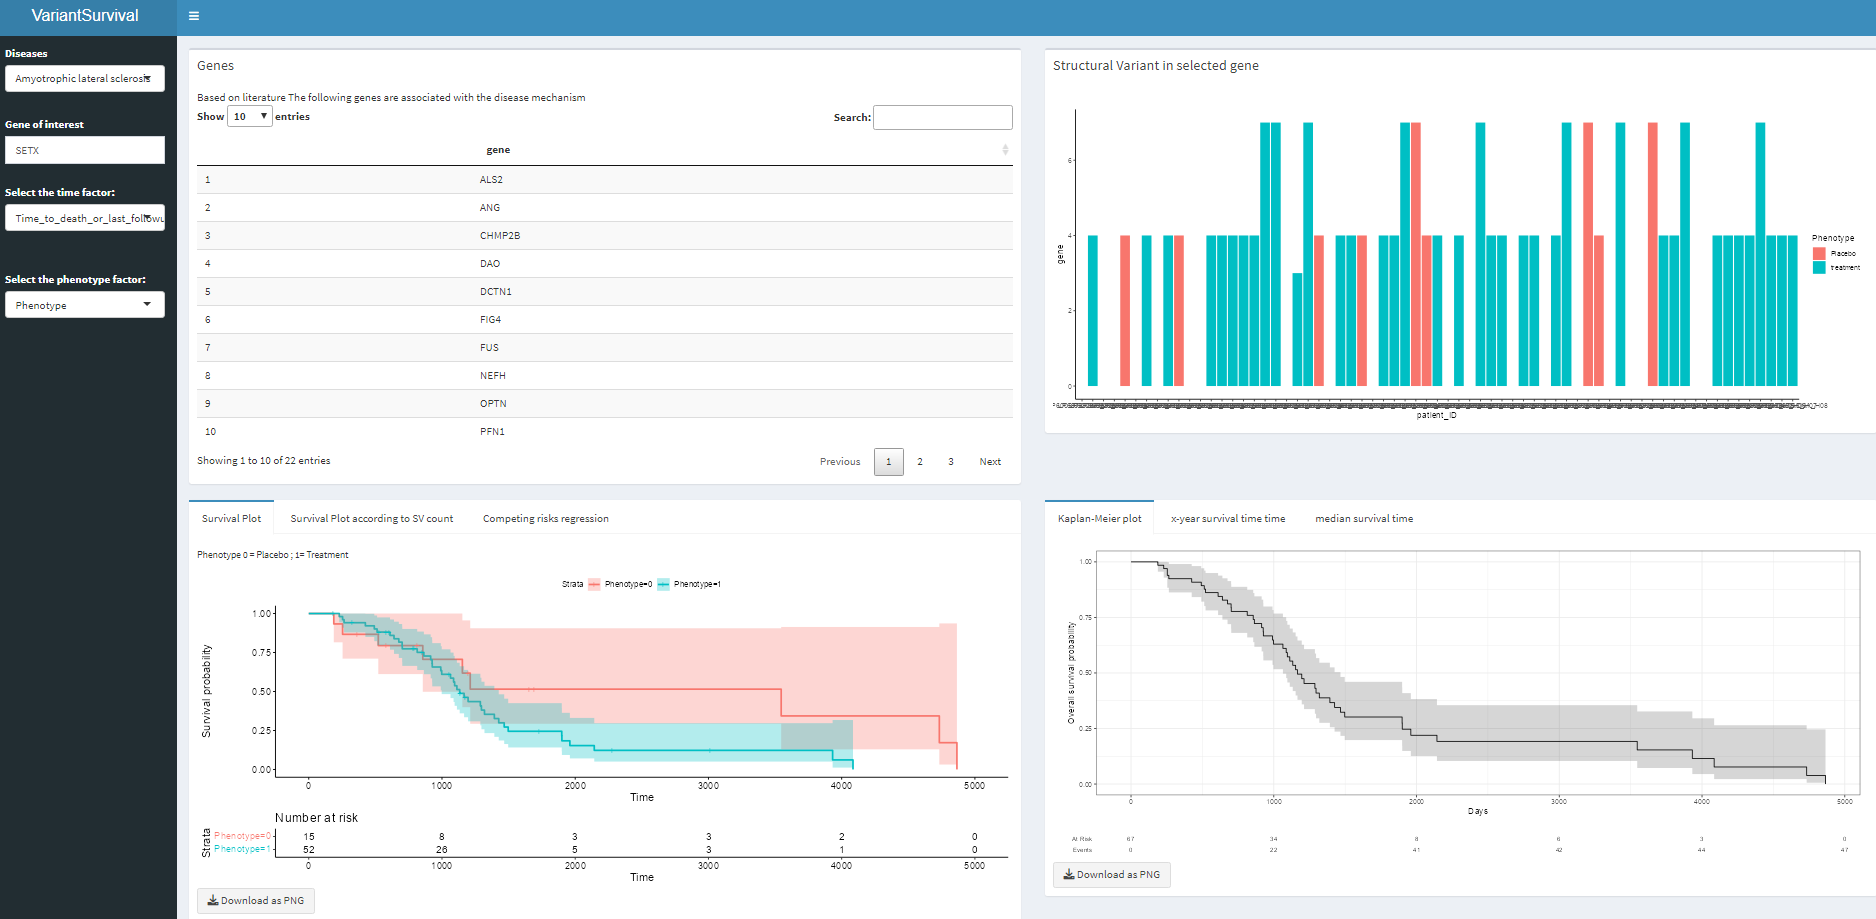 VariantSurvival
Diseases
Amyotrophic lateral sclerosis
Gene of interest
SETX
Select the time factor:
Time_to_death_or_last_followu
Select the phenotype factor:
Phenotype
Genes
Based on literature The following genes are associated with the disease mechanism
Show 10 entries
Search:
gene
1 ALS2
2 ANG
3 CHMP2B
4 DAO
5 DCTN1
6 FIG4
7 FUS
8 NEFH
9 OPTN
10 PFN1
Showing 1 to 10 of 22 entries
Previous 1 2 3 Next
Structural Variant in selected gene
gene
6
4
2
0
patient_ID
Phenotype
Placebo
treatment
Survival Plot Survival Plot according to SV count Competing risks regression
Phenotype 0 = Placebo ; 1= Treatment
Strata Phenotype=0 Phenotype=1
Survival probability
1.00
0.75
0.50
0.25
0.00
0 1000 2000 3000 4000 5000
Time
Number at risk
Strata
Phenotype=0 15 8 3 3 2 0
Phenotype=1 52 26 5 3 1 0
0 1000 2000 3000 4000 5000
Time
Download as PNG
Kaplan-Meier plot x-year survival time time median survival time
Overall survival probability
1.00
0.75
0.50
0.25
0.00
0 1000 2000 3000 4000 5000
Days
At Risk 67 34 8 6 3 0
Events 0 22 41 42 44 47
Download as PNG